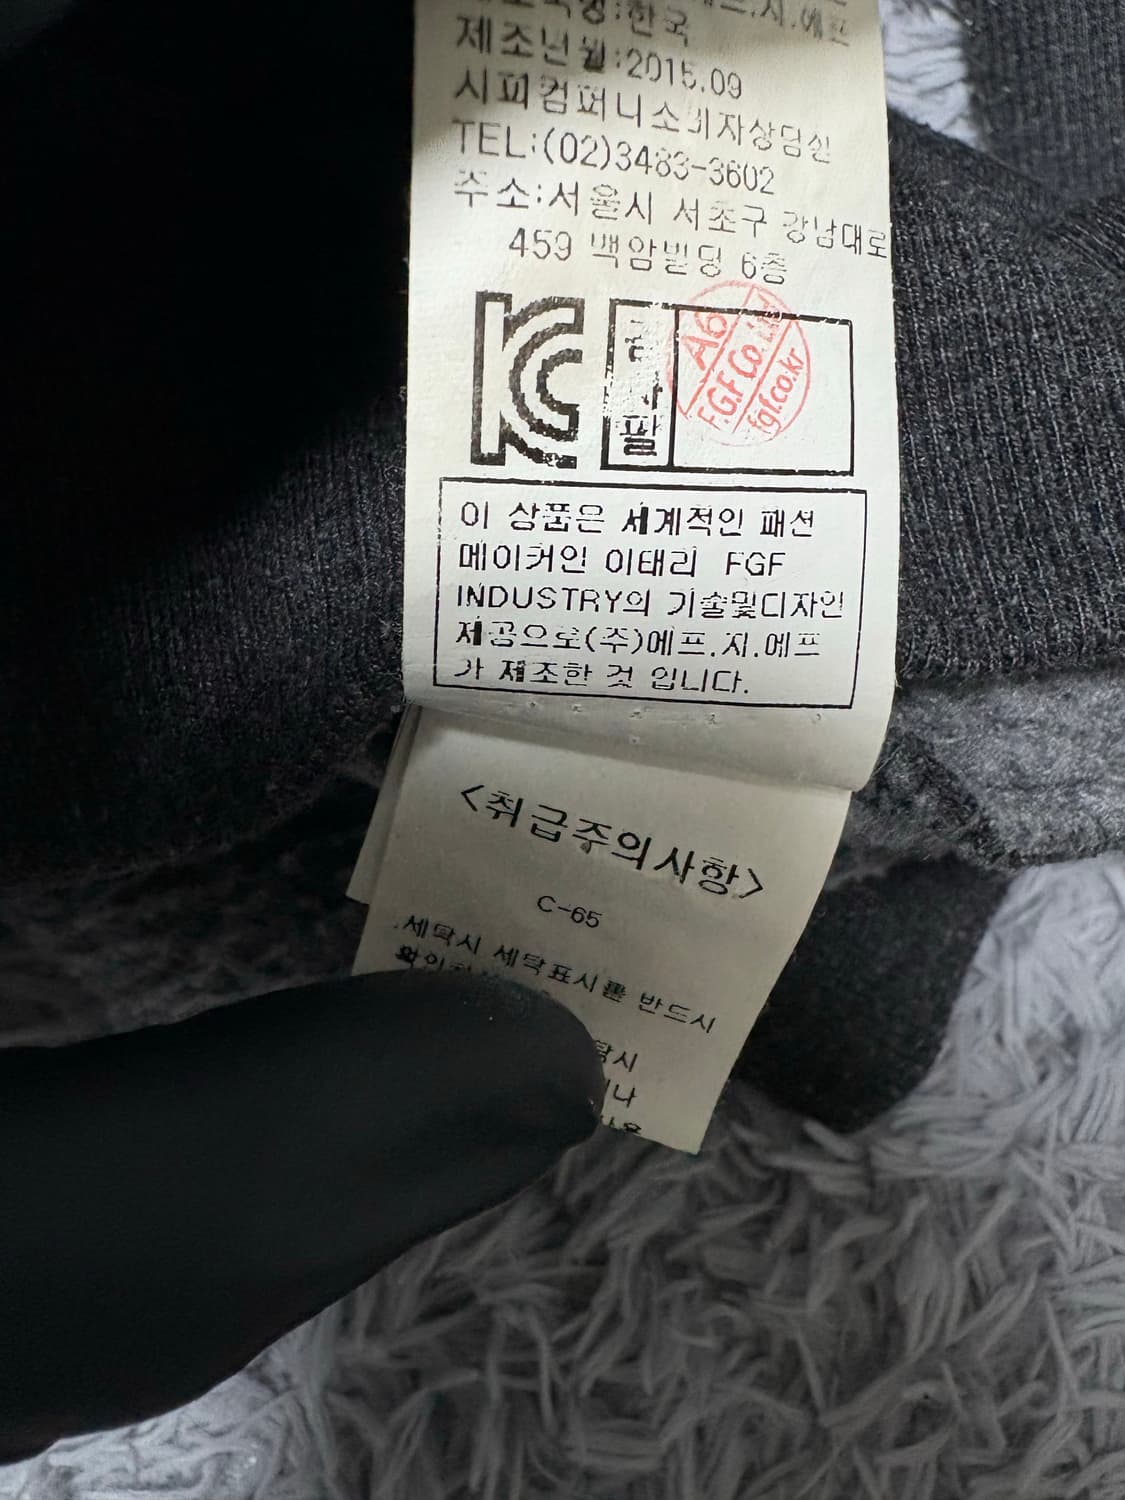 한국
제조년월:2015.09
시피컴퍼니소비자상담실
TEL:(02)3483-3602
주소:서울시 서초구 강남대로
459 백암빌딩 6층
KC
검사필
A6
F.G.F Co.Ltd
fgf.co.kr
이 상품은 세계적인 패션
메이커인 이태리 FGF
INDUSTRY의 기술및디자인
제공으로(주)에프.지.에프
가 제조한 것 입니다.
<취급주의사항>
C-65
.세탁시 세탁표시를 반드시